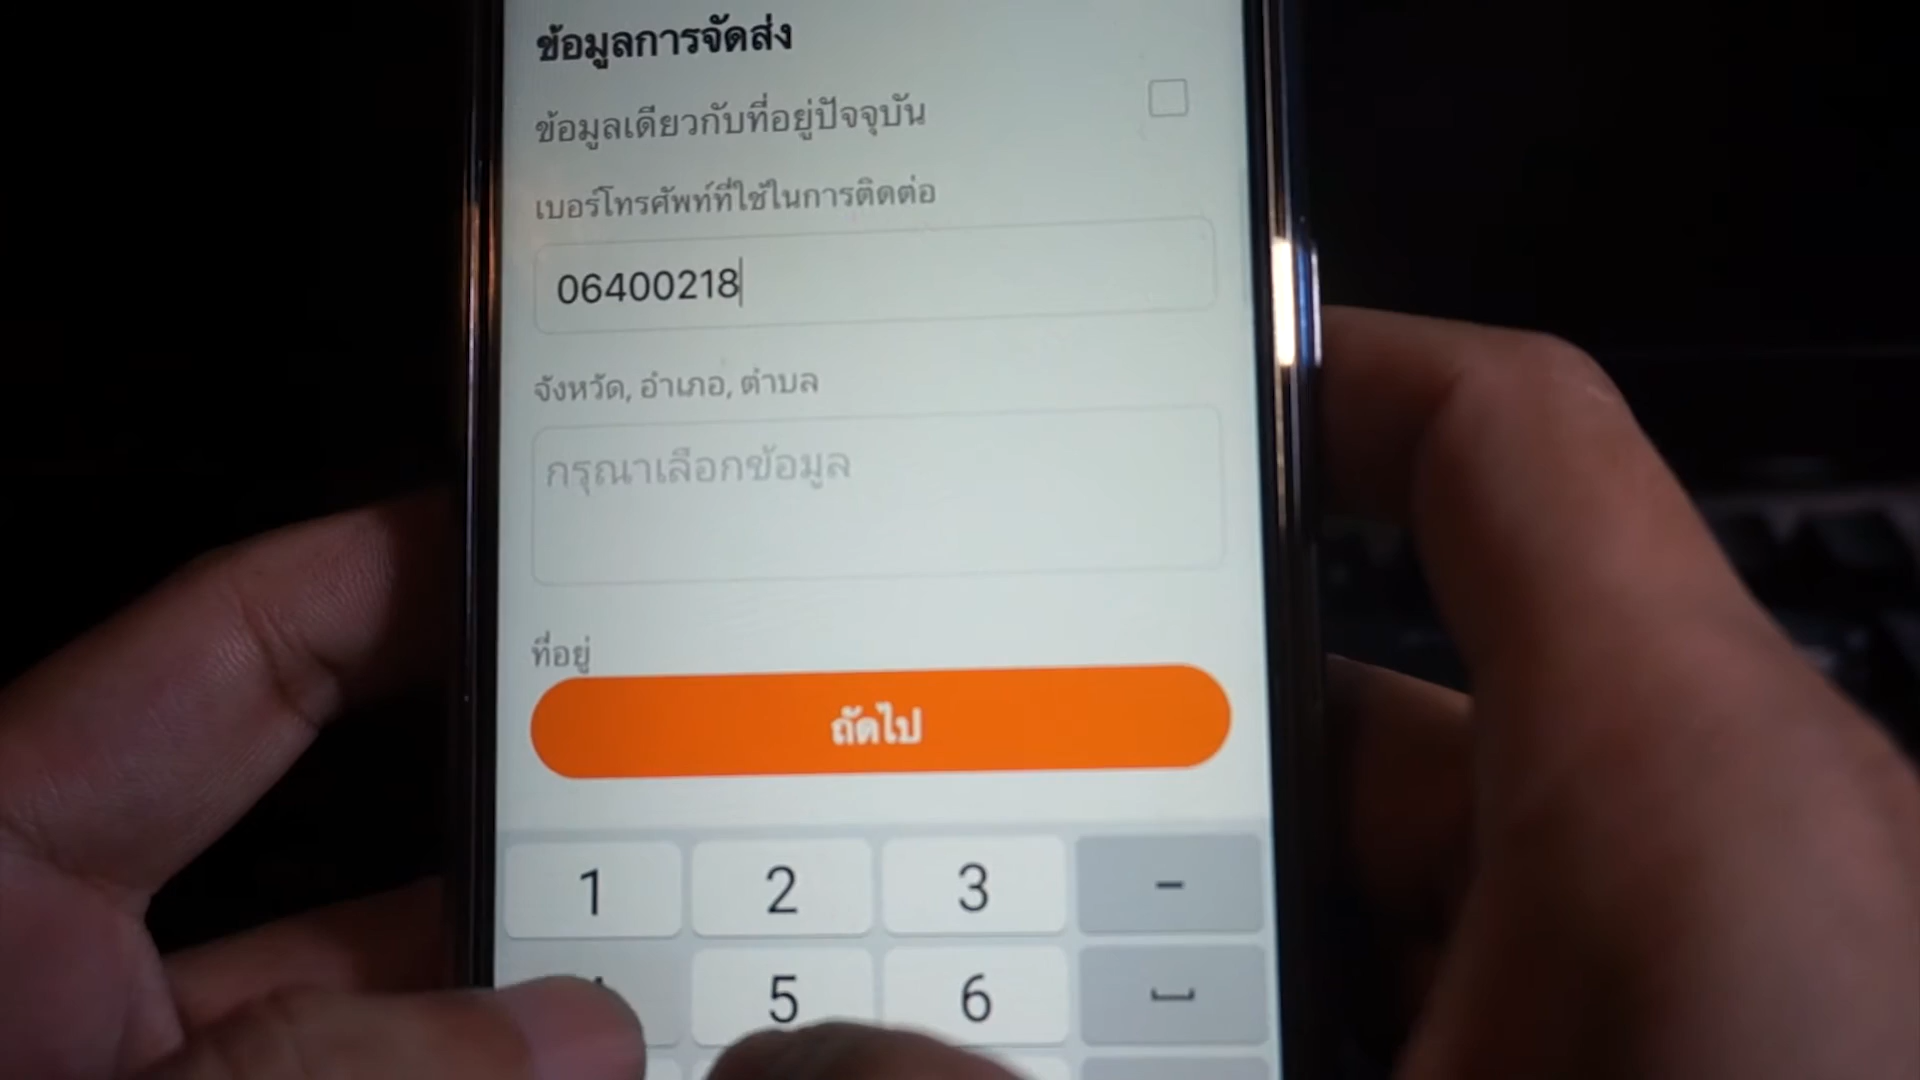 ข้อมูลการจัดส่ง
ข้อมูลเดียวกับที่อยู่ปัจจุบัน
เบอร์โทรศัพท์ที่ใช้ในการติดต่อ
06400218
จังหวัด, อำเภอ, ตำบล
กรุณาเลือกข้อมูล
ที่อยู่
ถัดไป
1 2 3 -
5 6